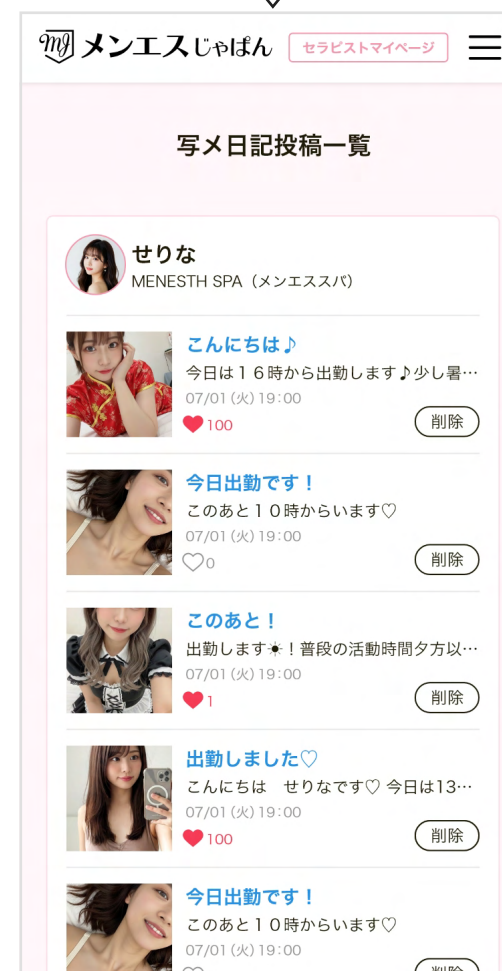 MJ メンエスじゃぱん セラピストマイページ
写メ日記投稿一覧
せりな
MENESTH SPA（メンエススパ）
こんにちは♪
今日は１６時から出勤します♪少し暑…
07/01(火)19:00
100 削除
今日出勤です！
このあと１０時からいます♡
07/01(火)19:00
0 削除
このあと！
出勤します☀！普段の活動時間夕方以…
07/01(火)19:00
1 削除
出勤しました♡
こんにちは　せりなです♡ 今日は13…
07/01(火)19:00
100 削除
今日出勤です！
このあと１０時からいます♡
07/01(火)19:00
削除